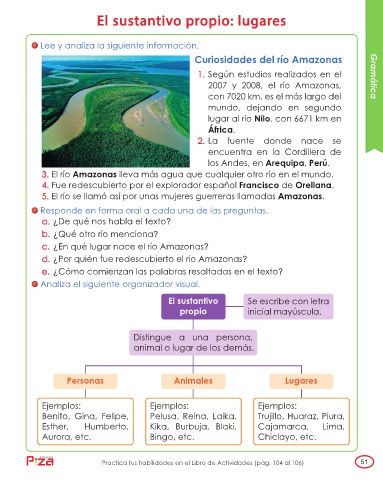 El sustantivo propio: lugares
Lee y analiza la siguiente información.
Curiosidades del río Amazonas
1. Según estudios realizados en el
2007 y 2008, el río Amazonas,
con 7020 km, es el más largo del
mundo, dejando en segundo
lugar al río Nilo, con 6671 km en
África.
2. La fuente donde nace se
encuentra en la Cordillera de
los Andes, en Arequipa, Perú.
3. El río Amazonas lleva más agua que cualquier otro río en el mundo.
4. Fue redescubierto por el explorador español Francisco de Orellana.
5. El río se llamó así por unas mujeres guerreras llamadas Amazonas.
Gramática
Responde en forma oral a cada una de las preguntas.
a. ¿De qué nos habla el texto?
b. ¿Qué otro río menciona?
c. ¿En qué lugar nace el río Amazonas?
d. ¿Por quién fue redescubierto el río Amazonas?
e. ¿Cómo comienzan las palabras resaltadas en el texto?
Analiza el siguiente organizador visual.
El sustantivo
propio
Se escribe con letra
inicial mayúscula.
Distingue a una persona,
animal o lugar de los demás.
Personas
Animales
Lugares
Ejemplos:
Benito, Gina, Felipe,
Esther, Humberto,
Aurora, etc.
Ejemplos:
Pelusa, Reina, Laika,
Kika, Burbuja, Blaki,
Bingo, etc.
Ejemplos:
Trujillo, Huaraz, Piura,
Cajamarca, Lima,
Chiclayo, etc.
Pza
Practica tus habilidades en el Libro de Actividades (pág. 104 al 106)
51